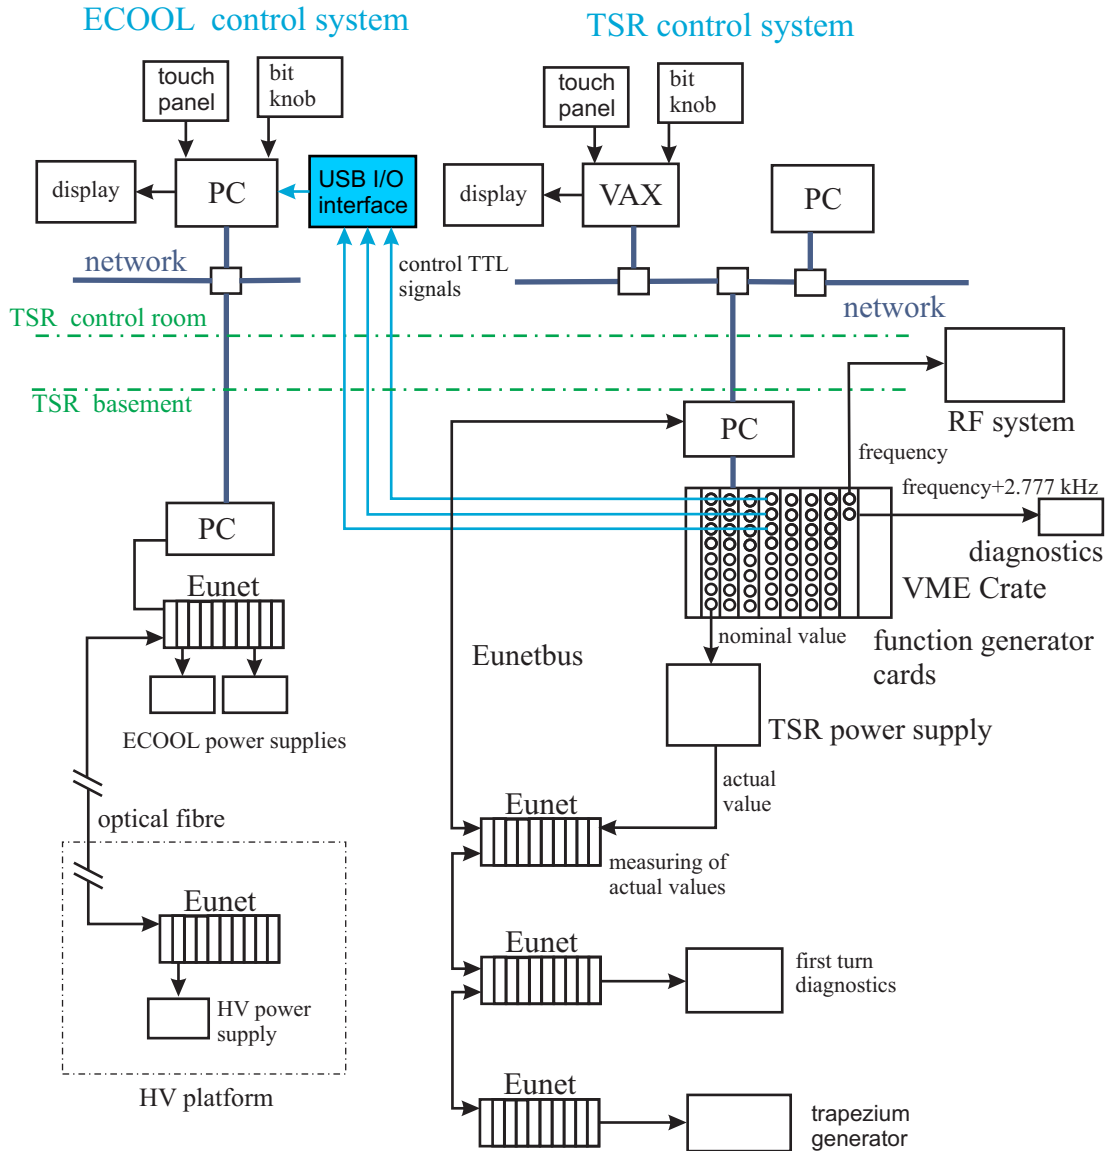 ECOOL control system
TSR control system
touch
panel
bit
knob
touch
panel
bit
knob
display
PC
USB I/O
interface
display
VAX
PC
network
control TTL
signals
network
TSR control room
TSR basement
PC
RF system
frequency
frequency+2.777 kHz
PC
diagnostics
Eunet
VME Crate
nominal value
function generator
cards
Eunetbus
ECOOL power supplies
TSR power supply
actual
value
optical fibre
Eunet
measuring of
actual values
Eunet
Eunet
first turn
diagnostics
HV power
supply
HV platform
Eunet
trapezium
generator